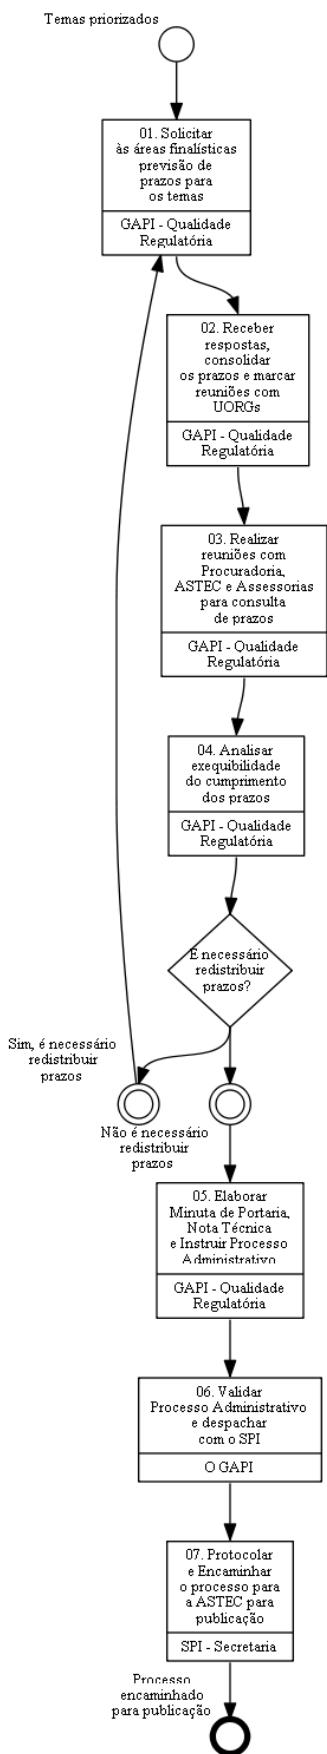 Temas priorizados
01. Solicitar
às áreas finalísticas
previsão de
prazos para
os temas
GAPI - Qualidade
Regulatória
02. Receber
respostas,
consolidar
os prazos e marcar
reuniões com
UORGs
GAPI - Qualidade
Regulatória
03. Realizar
reuniões com
Procuradoria,
ASTEC e Assessorias
para consulta
de prazos
GAPI - Qualidade
Regulatória
04. Analisar
exequibilidade
do cumprimento
dos prazos
GAPI - Qualidade
Regulatória
É necessário
redistribuir
prazos?
Sim, é necessário
redistribuir
prazos
Não é necessário
redistribuir
prazos
05. Elaborar
Minuta de Portaria,
Nota Técnica
e Instruir Processo
Administrativo
GAPI - Qualidade
Regulatória
06. Validar
Processo Administrativo
e despachar
com o SPI
O GAPI
07. Protocolar
e Encaminhar
o processo para
a ASTEC para
publicação
SPI - Secretaria
Processo
encaminhado
para publicação